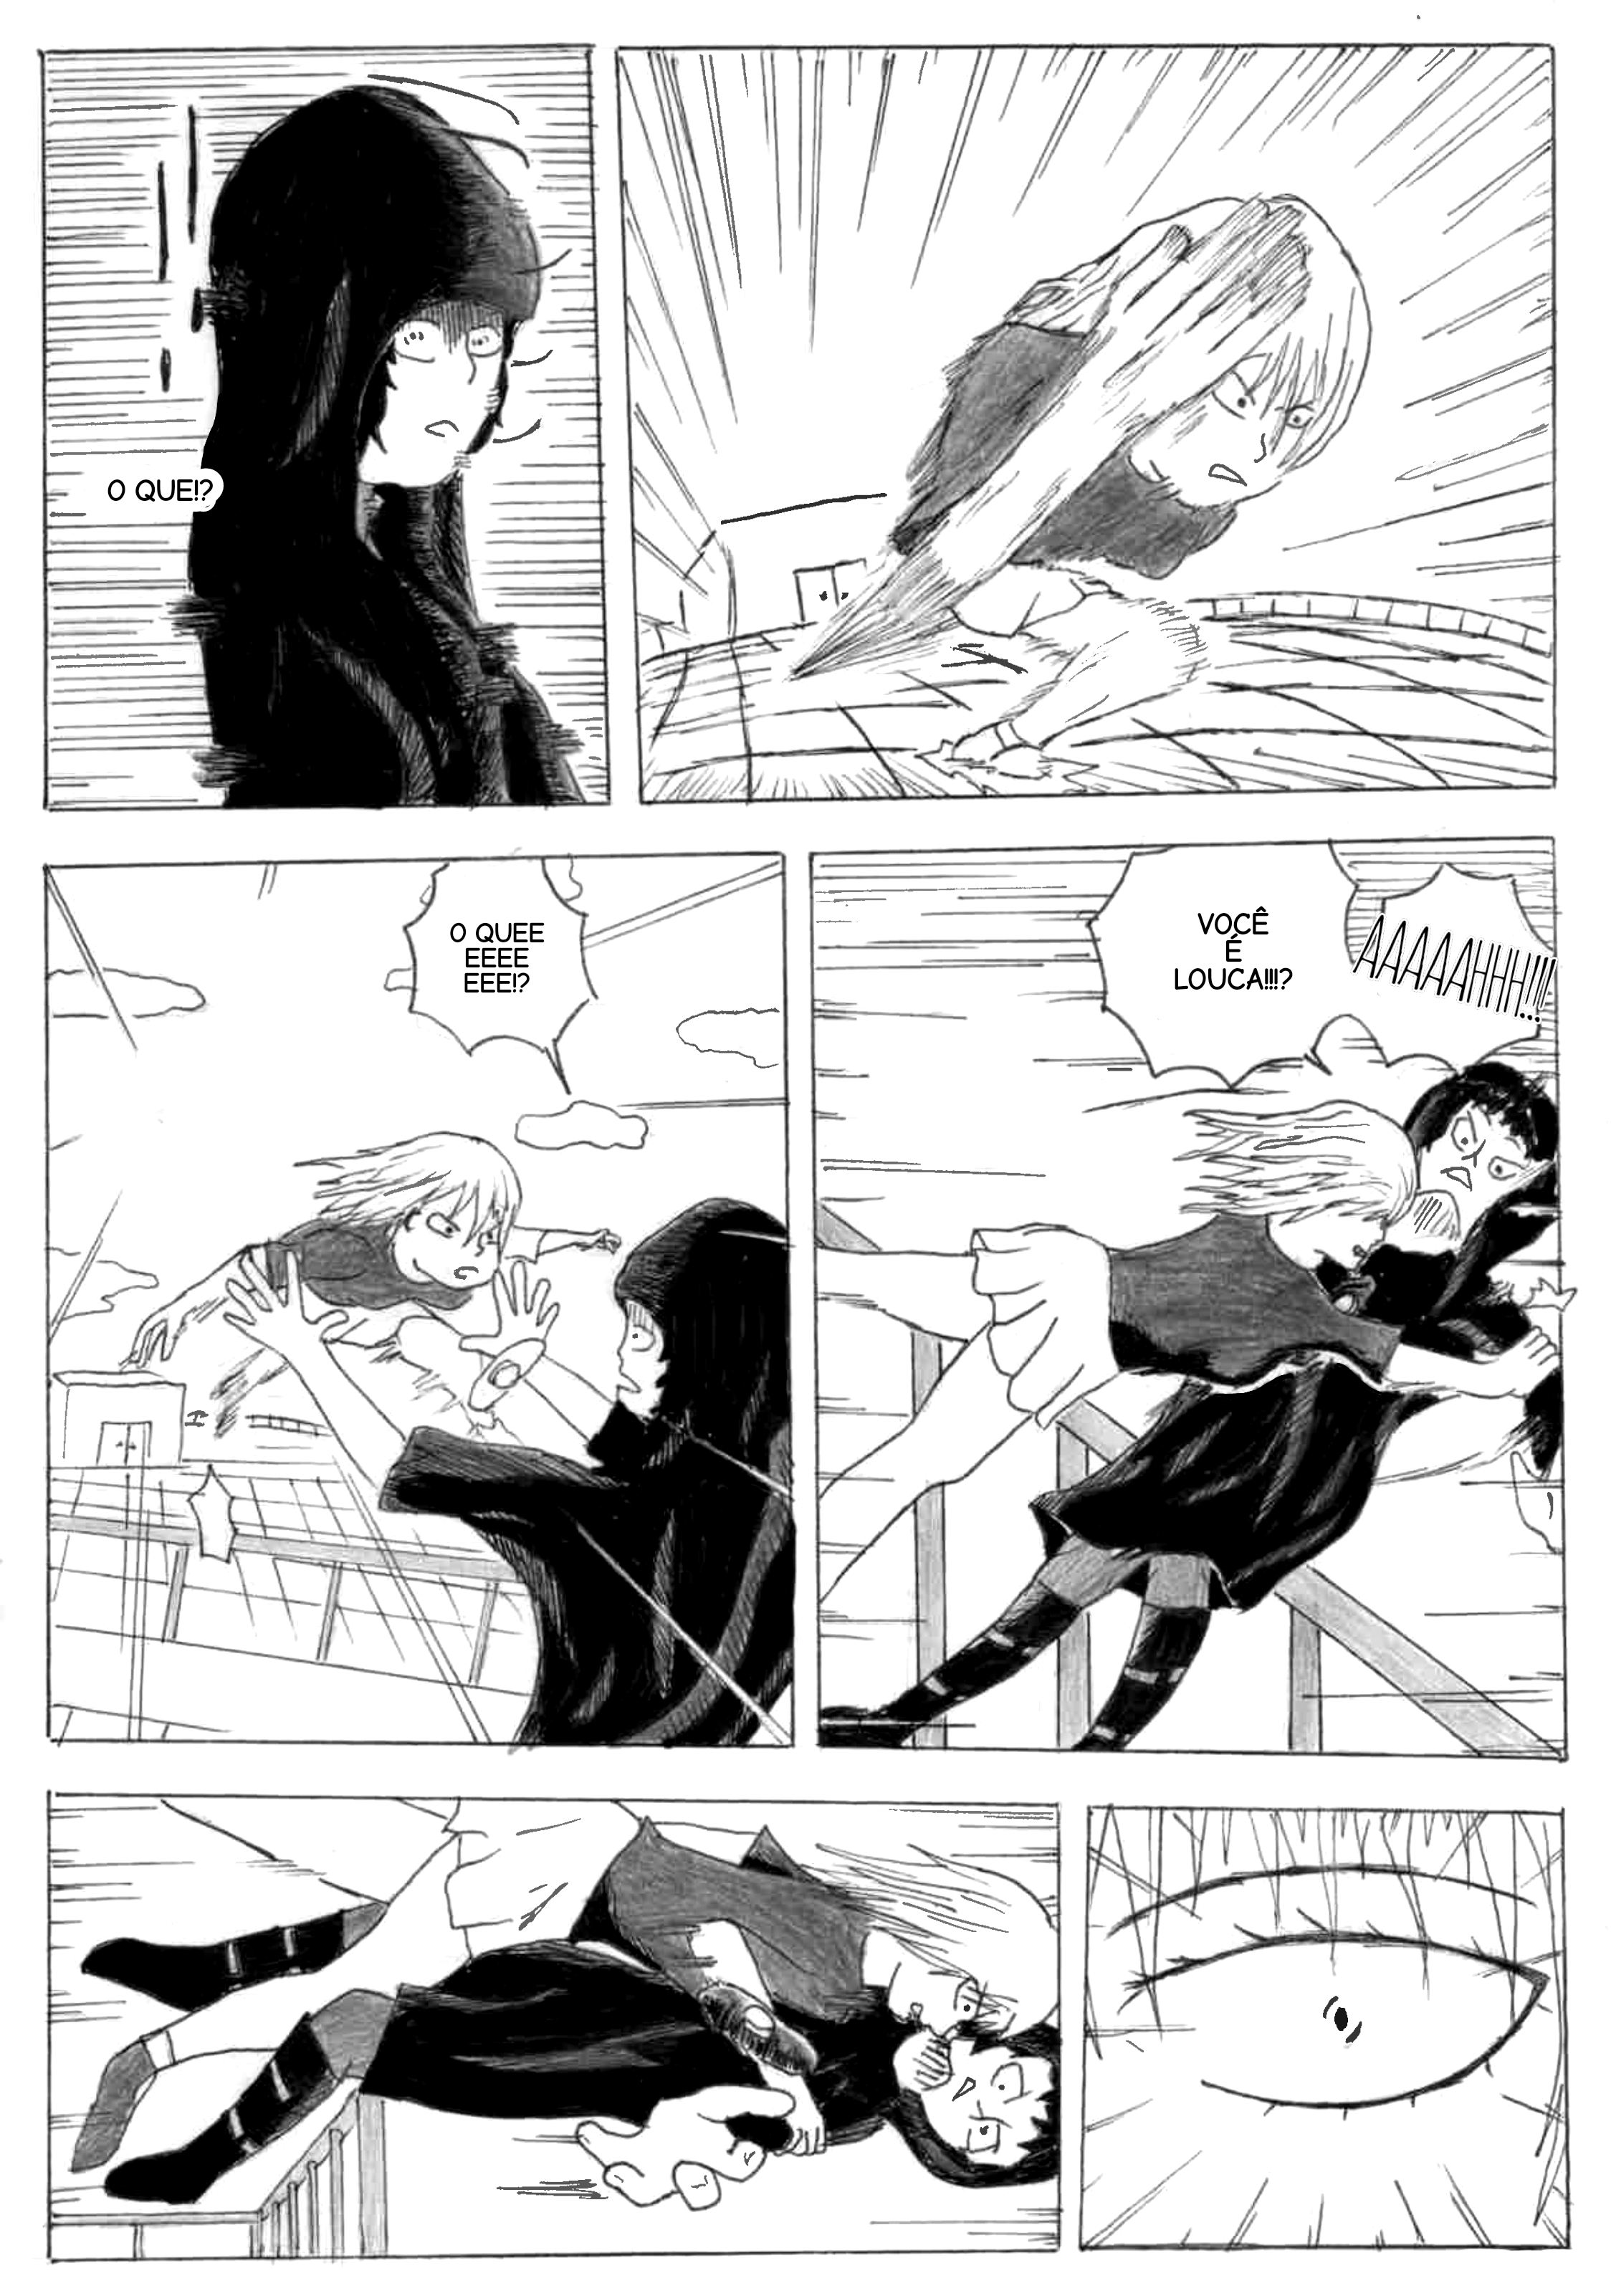 O QUE!?
O QUEE
EEEE
EEE!?
VOCÊ
É
LOUCA!!!?
AAAAAHHH!!!...